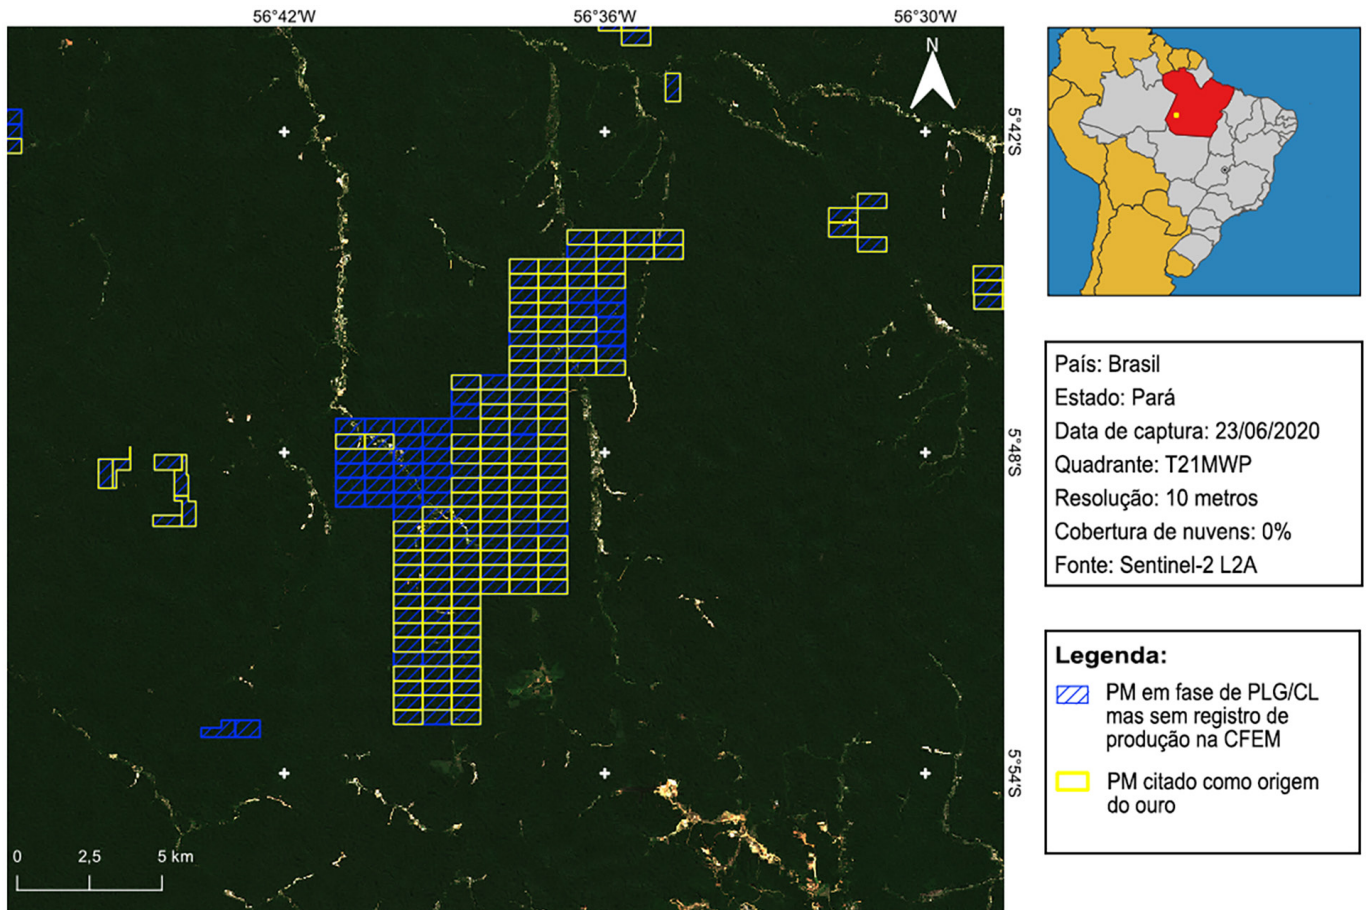 56°42'W 56°36'W 56°30'W
N
5°42'S
5°48'S
5°54'S
0 2,5 5 km
País: Brasil
Estado: Pará
Data de captura: 23/06/2020
Quadrante: T21MWP
Resolução: 10 metros
Cobertura de nuvens: 0%
Fonte: Sentinel-2 L2A
Legenda:
PM em fase de PLG/CL
mas sem registro de
produção na CFEM
PM citado como origem
do ouro